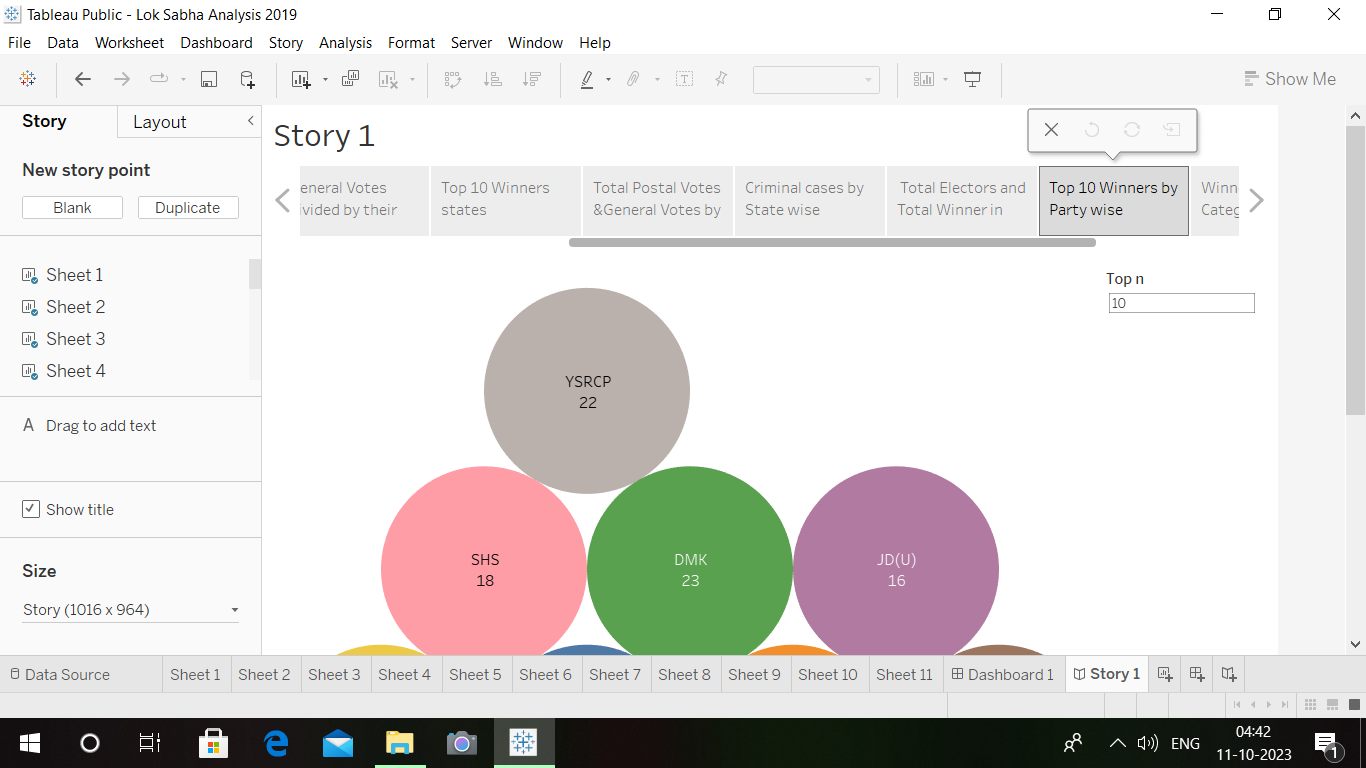 Tableau Public - Lok Sabha Analysis 2019
File Data Worksheet Dashboard Story Analysis Format Server Window Help
Show Me
Story Layout
New story point
Blank Duplicate
Sheet 1
Sheet 2
Sheet 3
Sheet 4
A Drag to add text
Show title
Size
Story (1016 x 964)
Story 1
eneral Votes
vided by their
Top 10 Winners
states
Total Postal Votes
&General Votes by
Criminal cases by
State wise
Total Electors and
Total Winner in
Top 10 Winners by
Party wise
Winn
Categ
Top n
10
YSRCP
22
SHS
18
DMK
23
JD(U)
16
Data Source Sheet 1 Sheet 2 Sheet 3 Sheet 4 Sheet 5 Sheet 6 Sheet 7 Sheet 8 Sheet 9 Sheet 10 Sheet 11 Dashboard 1 Story 1
ENG
04:42
11-10-2023
1